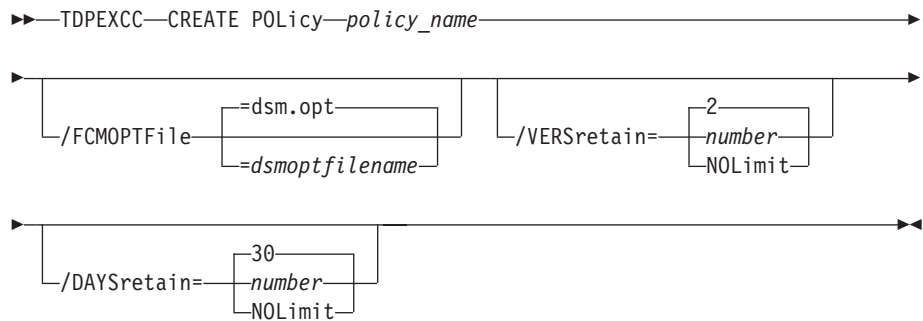 TDPEXCC CREATE POLicy policy_name
=dsm.opt
/FCMOPTFile
=dsmoptfilename
2
/VERSretain= number
NOLimit
30
/DAYSretain= number
NOLimit